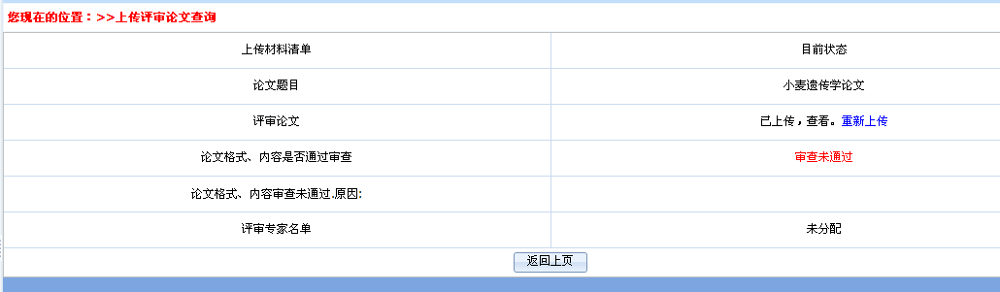 您现在的位置：>>上传评审论文查询
上传材料清单 目前状态
论文题目 小麦遗传学论文
评审论文 已上传，查看。重新上传
论文格式、内容是否通过审查 审查未通过
论文格式、内容审查未通过.原因:
评审专家名单 未分配
返回上页